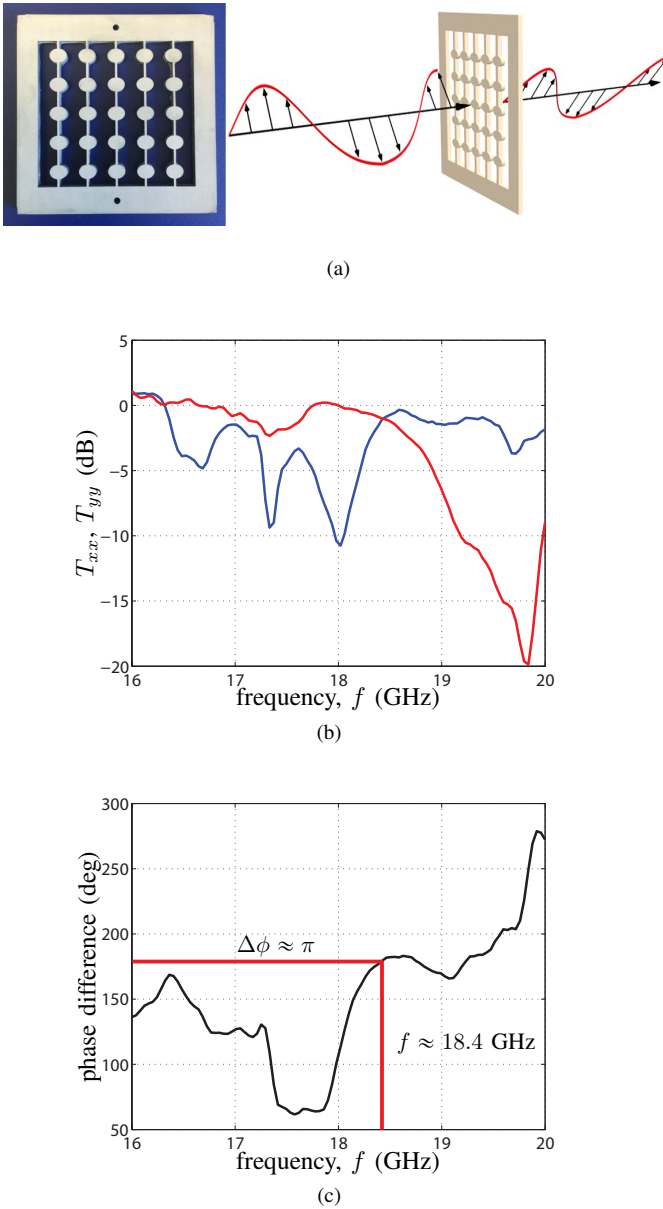 (a)
5
0
−5
−10
−15
−20
T_{xx}, T_{yy} (dB)
16 17 18 19 20
frequency, f (GHz)
(b)
300
250
200
150
100
50
phase difference (deg)
Δϕ ≈ π
f ≈ 18.4 GHz
16 17 18 19 20
frequency, f (GHz)
(c)